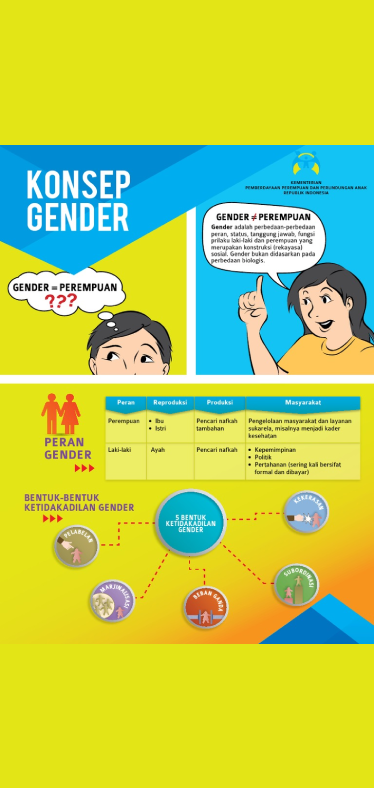 KONSEP
GENDER
KEMENTERIAN
PEMBERDAYAAN PEREMPUAN DAN PERLINDUNGAN ANAK
REPUBLIK INDONESIA
GENDER ≠ PEREMPUAN
Gender adalah perbedaan-perbedaan
peran, status, tanggung jawab, fungsi
prilaku laki-laki dan perempuan yang
merupakan konstruksi (rekayasa)
sosial. Gender bukan didasarkan pada
perbedaan biologis.
GENDER = PEREMPUAN
???
PERAN
GENDER
Peran Reproduksi Produksi Masyarakat
Perempuan • Ibu Pencari nafkah Pengelolaan masyarakat dan layanan
• Istri tambahan sukarela, misalnya menjadi kader
kesehatan
Laki-laki Ayah Pencari nafkah • Kepemimpinan
• Politik
• Pertahanan (sering kali bersifat
formal dan dibayar)
BENTUK-BENTUK
KETIDAKADILAN GENDER
5 BENTUK
KETIDAKADILAN
GENDER
KEKERASAN
PELABELAN
SUBORDINASI
MARJINALISASI
BEBAN GANDA